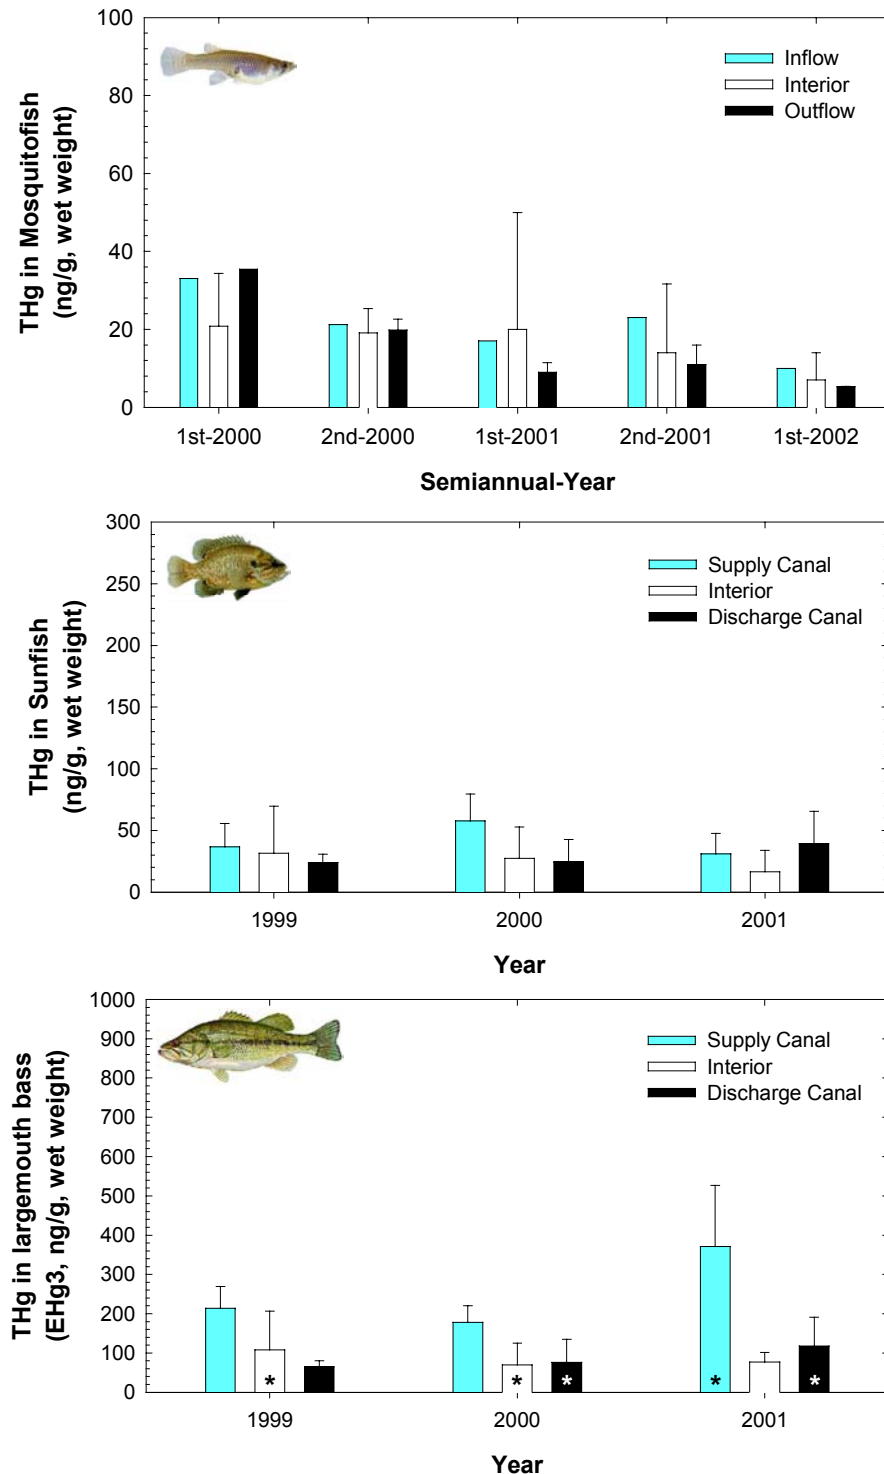 THg in Mosquitofish
(ng/g, wet weight)
100
80
60
40
20
0
Inflow
Interior
Outflow
1st-2000 2nd-2000 1st-2001 2nd-2001 1st-2002
Semiannual-Year
THg in Sunfish
(ng/g, wet weight)
300
250
200
150
100
50
0
Supply Canal
Interior
Discharge Canal
1999 2000 2001
Year
THg in largemouth bass
(EHg3, ng/g, wet weight)
1000
900
800
700
600
500
400
300
200
100
0
Supply Canal
Interior
Discharge Canal
* * * * *
1999 2000 2001
Year